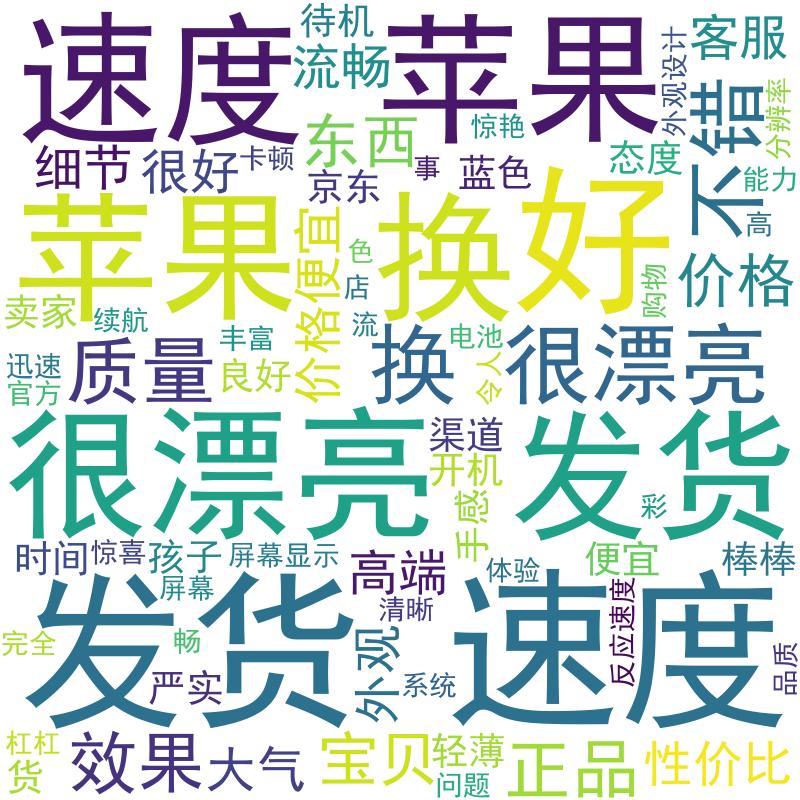 待机
速度
苹果
流畅
外观设计
客服
不错
分辨率
惊艳
东西
细节
很好
卡顿
京东
事
蓝色
态度
能力
苹果
换
好
高
价格便宜
色
店
流
购物
价格
卖家
续航
丰富
电池
迅速
官方
质量
良好
换
令人
很漂亮
很漂亮
渠道
开机
手感
发货
彩
时间
惊喜
孩子
屏幕显示
屏幕
高端
体验
便宜
棒棒
清晰
反应速度
发货
速度
完全
畅
严实
外观
系统
品质
杠杠
货
效果
大气
宝贝
轻薄
问题
正品
性价比